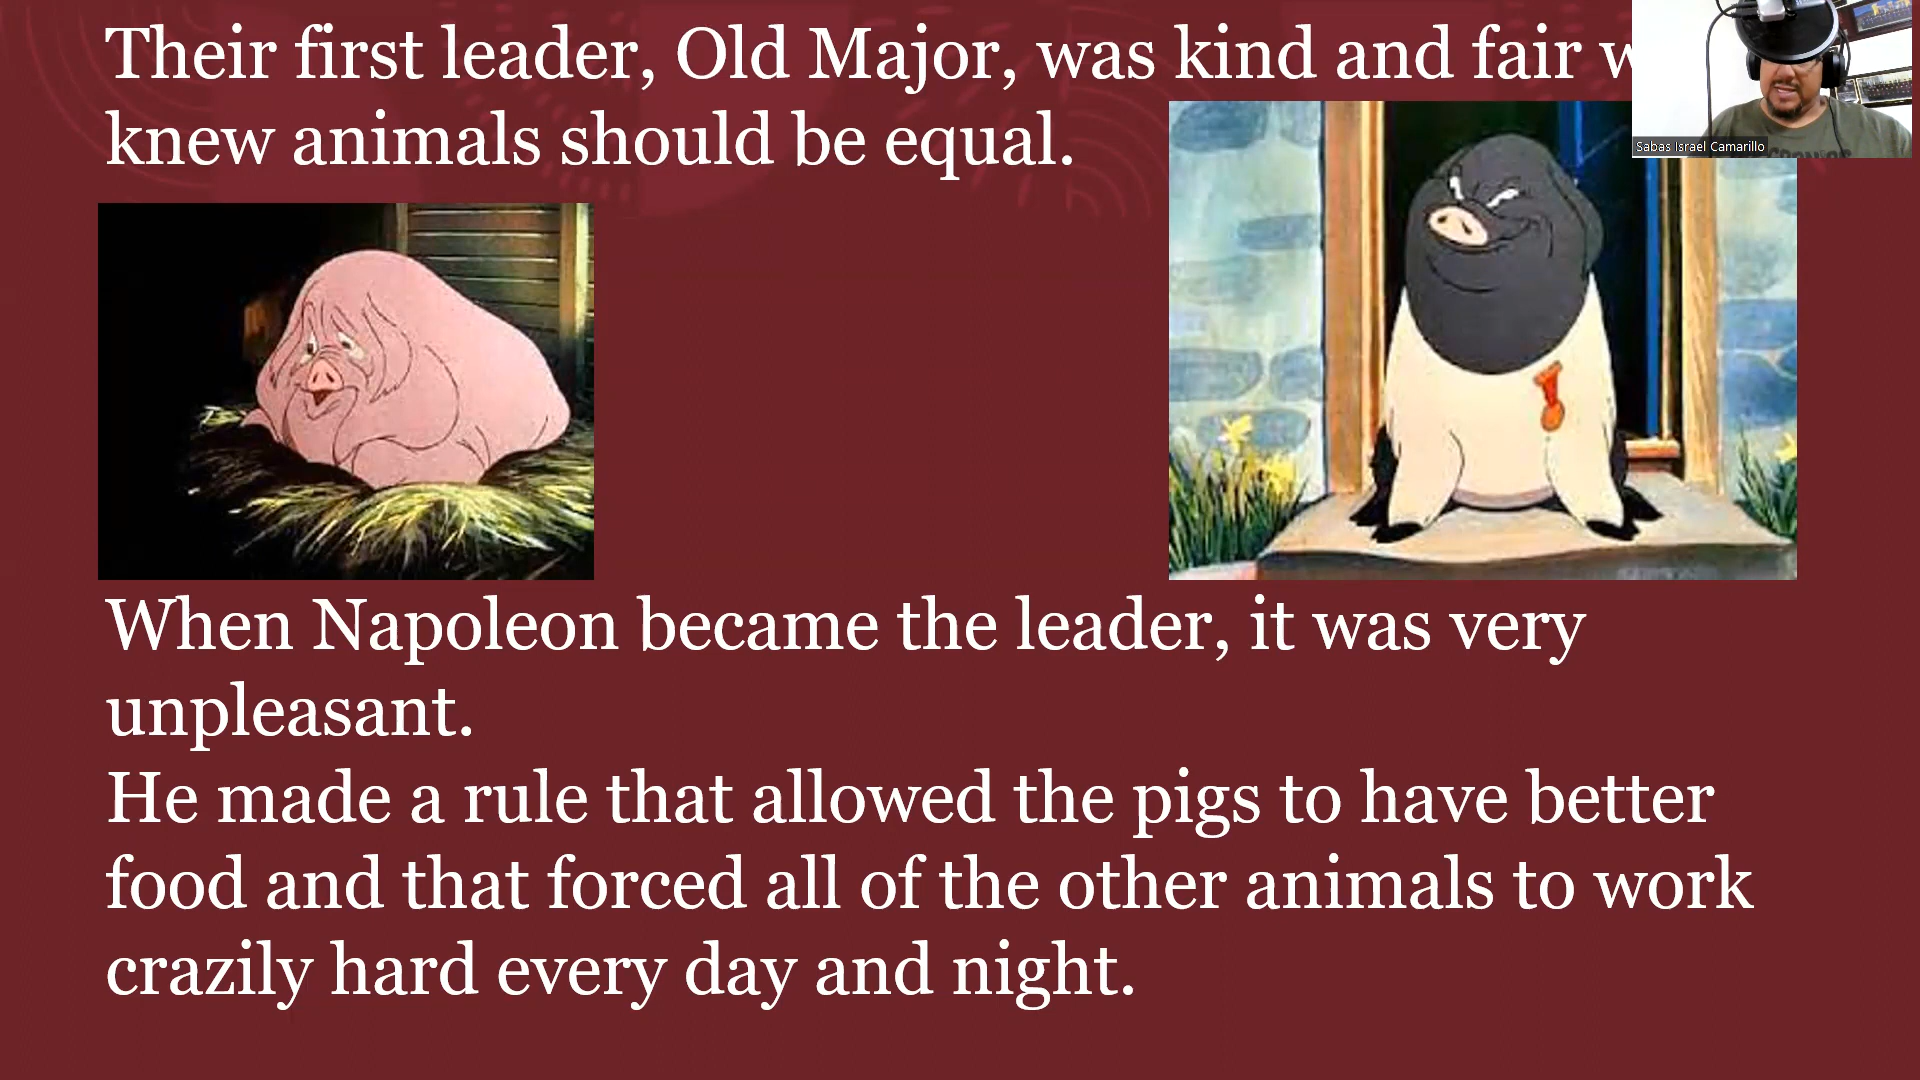 Their first leader, Old Major, was kind and fair
knew animals should be equal.
Sabas Israel Camarillo
When Napoleon became the leader, it was very
unpleasant.
He made a rule that allowed the pigs to have better
food and that forced all of the other animals to work
crazily hard every day and night.